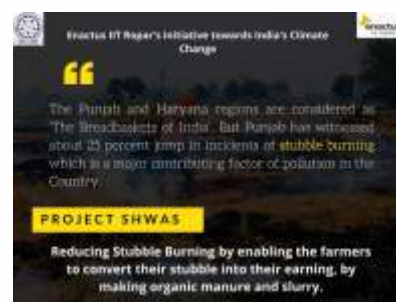 Enactus IIT Ropar's initiative towards India's Climate
Change
The Punjab and Haryana regions are considered as
'The Breadbaskets of India'. But Punjab has witnessed
about 25 percent jump in incidents of stubble burning
which is a major contributing factor of pollution in the
Country.
PROJECT SHWAS
Reducing Stubble Burning by enabling the farmers
to convert their stubble into their earning, by
making organic manure and slurry.
enactus